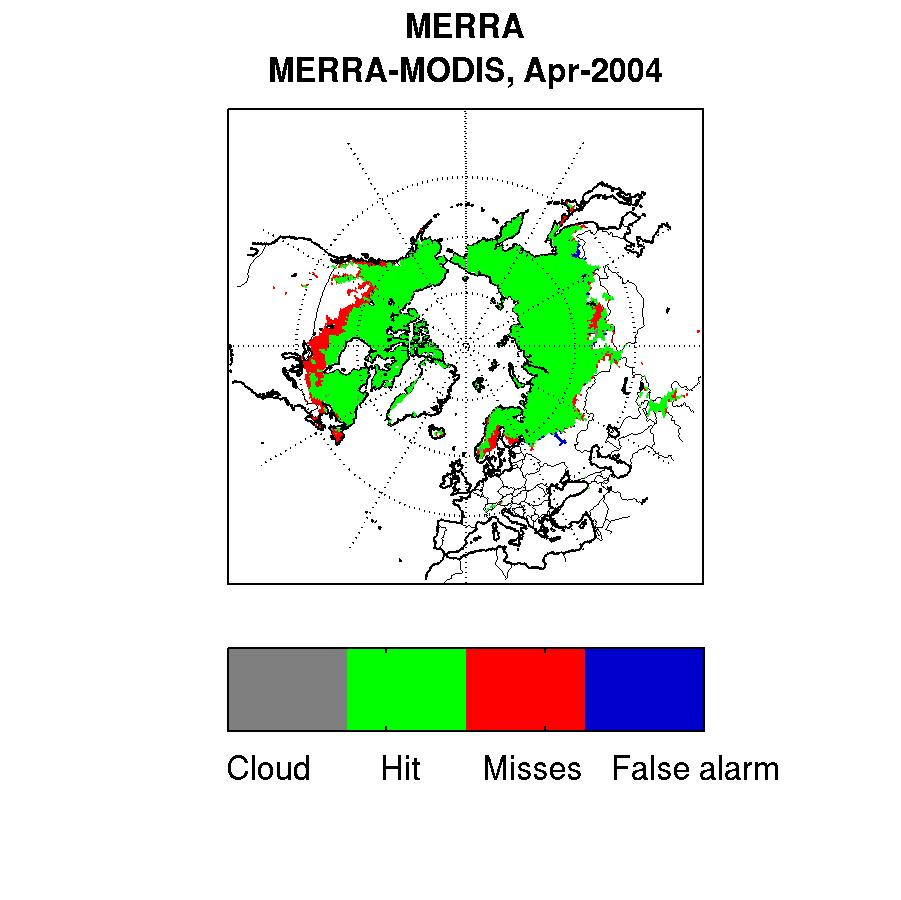 MERRA
MERRA-MODIS, Apr-2004
Cloud Hit Misses False alarm